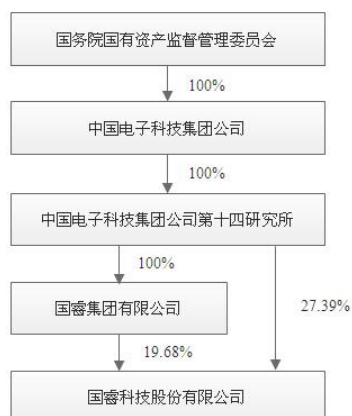 国务院国有资产监督管理委员会
100%
中国电子科技集团公司
100%
中国电子科技集团公司第十四研究所
100%
国睿集团有限公司
27.39%
19.68%
国睿科技股份有限公司